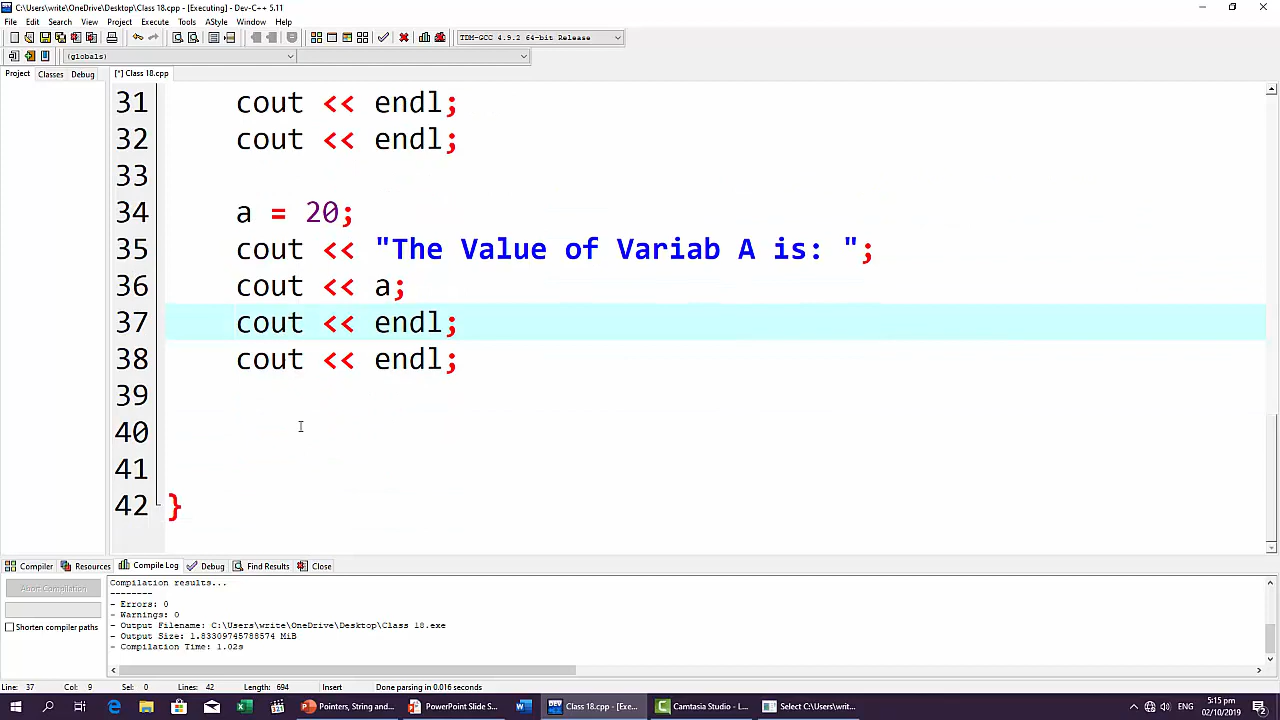 C:\Users\write\OneDrive\Desktop\Class 18.cpp - [Executing] - Dev-C++ 5.11
File Edit Search View Project Execute Tools AStyle Window Help
TDM-GCC 4.9.2 64-bit Release
(globals)
Project Classes Debug [*] Class 18.cpp
31 cout << endl;
32 cout << endl;
33
34 a = 20;
35 cout << "The Value of Variab A is: ";
36 cout << a;
37 cout << endl;
38 cout << endl;
39
40
41
42 }
Compiler Resources Compile Log Debug Find Results Close
Abort Compilation
Shorten compiler paths
Compilation results...
--------
- Errors: 0
- Warnings: 0
- Output Filename: C:\Users\write\OneDrive\Desktop\Class 18.exe
- Output Size: 1.83309745788574 MiB
- Compilation Time: 1.02s
Line: 37 Col: 9 Sel: 0 Lines: 42 Length: 694 Insert Done parsing in 0.016 seconds
Pointers, String and... PowerPoint Slide S... Class 18.cpp - [Exe... Camtasia Studio - L... Select C:\Users\writ...
5:15 pm
02/10/2019
2